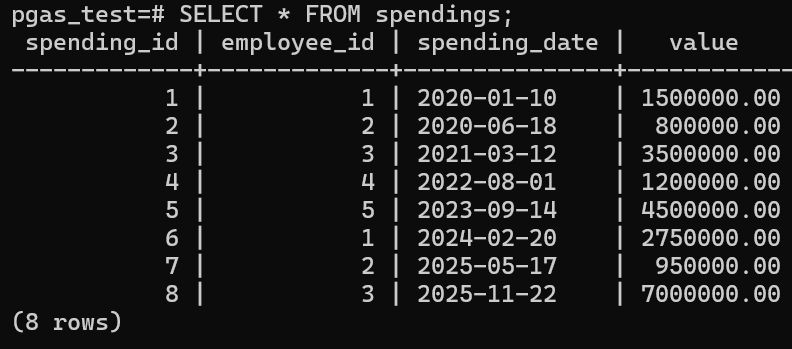 pgas_test=# SELECT * FROM spendings;
 spending_id | employee_id | spending_date |   value
-------------+-------------+---------------+------------
           1 |           1 | 2020-01-10    | 1500000.00
           2 |           2 | 2020-06-18    |  800000.00
           3 |           3 | 2021-03-12    | 3500000.00
           4 |           4 | 2022-08-01    | 1200000.00
           5 |           5 | 2023-09-14    | 4500000.00
           6 |           1 | 2024-02-20    | 2750000.00
           7 |           2 | 2025-05-17    |  950000.00
           8 |           3 | 2025-11-22    | 7000000.00
(8 rows)